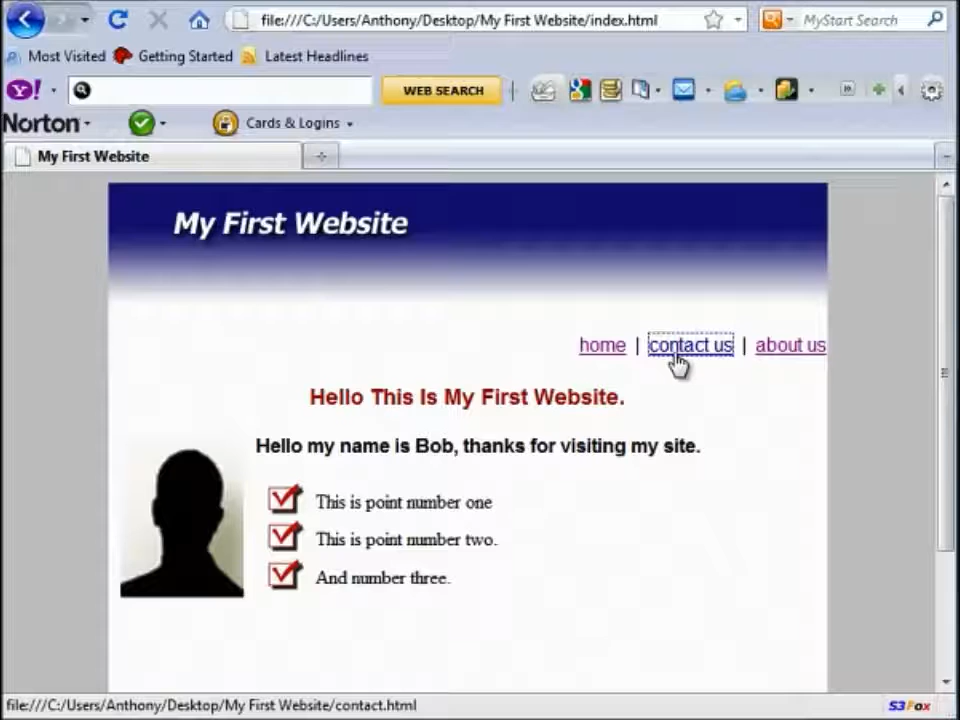 file:///C:/Users/Anthony/Desktop/My First Website/index.html MyStart Search
Most Visited Getting Started Latest Headlines
Y! WEB SEARCH
Norton Cards & Logins
My First Website
My First Website
home | contact us | about us
Hello This Is My First Website.
Hello my name is Bob, thanks for visiting my site.
This is point number one
This is point number two.
And number three.
file:///C:/Users/Anthony/Desktop/My First Website/contact.html S3Fox